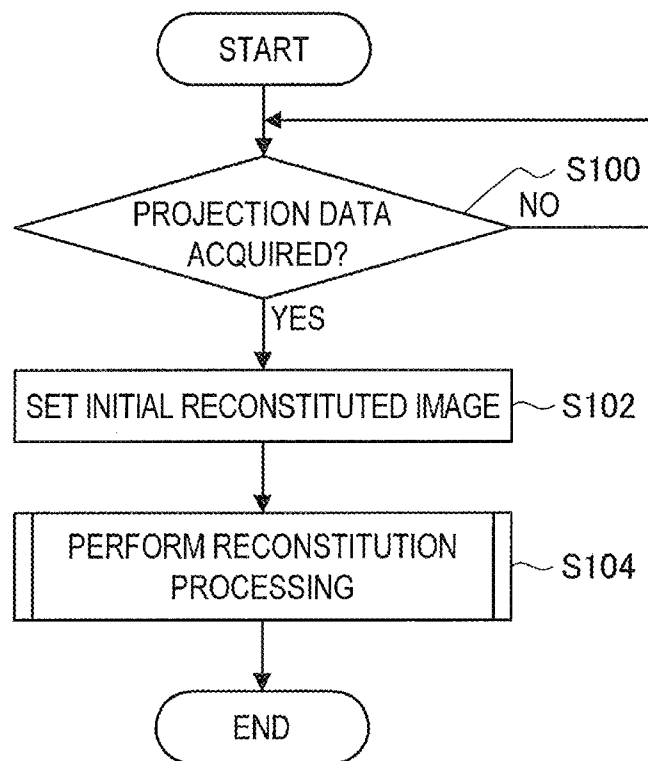 START
S100
PROJECTION DATA
ACQUIRED?
NO
YES
SET INITIAL RECONSTITUTED IMAGE
S102
PERFORM RECONSTITUTION
PROCESSING
S104
END